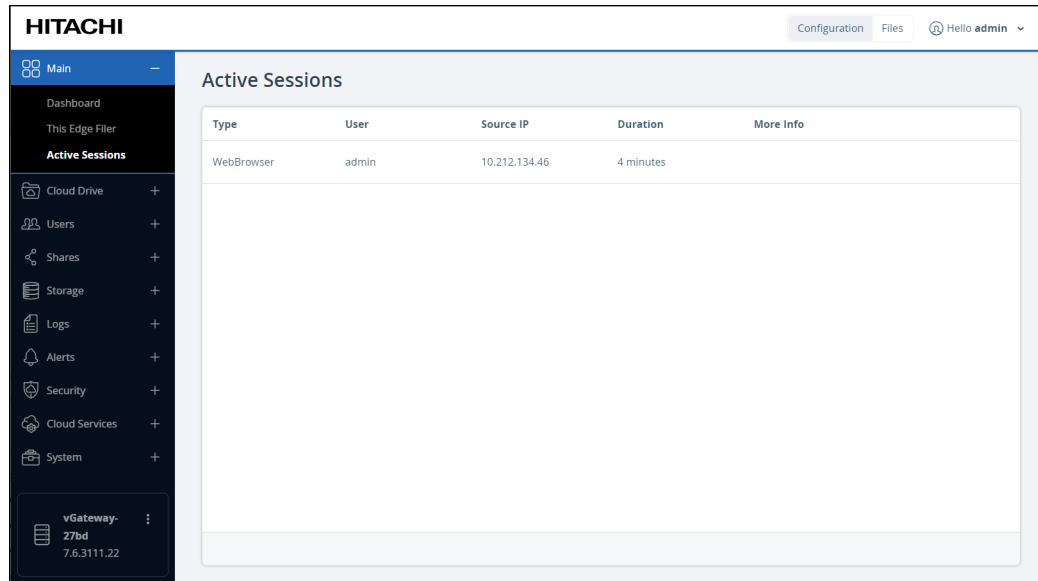 HITACHI
Configuration Files Hello admin
Main
Dashboard
This Edge Filer
Active Sessions
Cloud Drive
Users
Shares
Storage
Logs
Alerts
Security
Cloud Services
System
vGateway-
27bd
7.6.3111.22
Active Sessions
Type User Source IP Duration More Info
WebBrowser admin 10.212.134.46 4 minutes